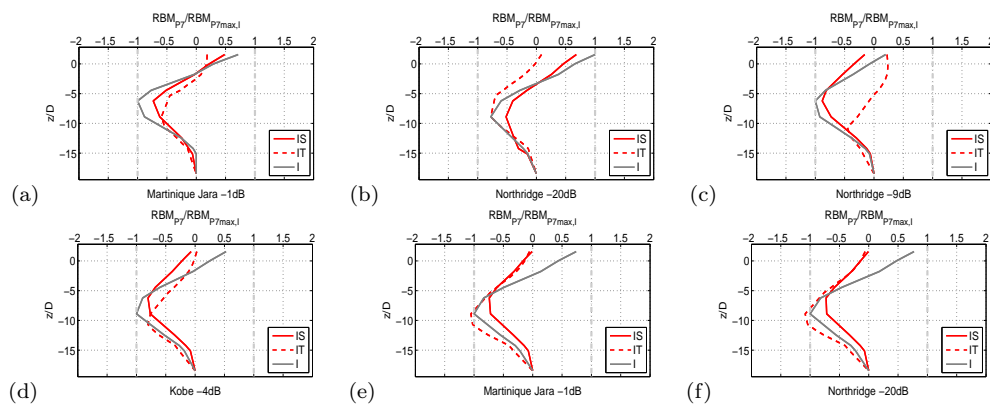 RBM_P7/RBM_P7max,I
-2 -1.5 -1 -0.5 0 0.5 1 1.5 2
0
-5
-10
-15
z/D
IS
IT
I
(a)
Martinique Jara -1dB
RBM_P7/RBM_P7max,I
-2 -1.5 -1 -0.5 0 0.5 1 1.5 2
0
-5
-10
-15
z/D
IS
IT
I
(b)
Northridge -20dB
RBM_P7/RBM_P7max,I
-2 -1.5 -1 -0.5 0 0.5 1 1.5 2
0
-5
-10
-15
z/D
IS
IT
I
(c)
Northridge -9dB
RBM_P7/RBM_P7max,I
-2 -1.5 -1 -0.5 0 0.5 1 1.5 2
0
-5
-10
-15
z/D
IS
IT
I
(d)
Kobe -4dB
RBM_P7/RBM_P7max,I
-2 -1.5 -1 -0.5 0 0.5 1 1.5 2
0
-5
-10
-15
z/D
IS
IT
I
(e)
Martinique Jara -1dB
RBM_P7/RBM_P7max,I
-2 -1.5 -1 -0.5 0 0.5 1 1.5 2
0
-5
-10
-15
z/D
IS
IT
I
(f)
Northridge -20dB